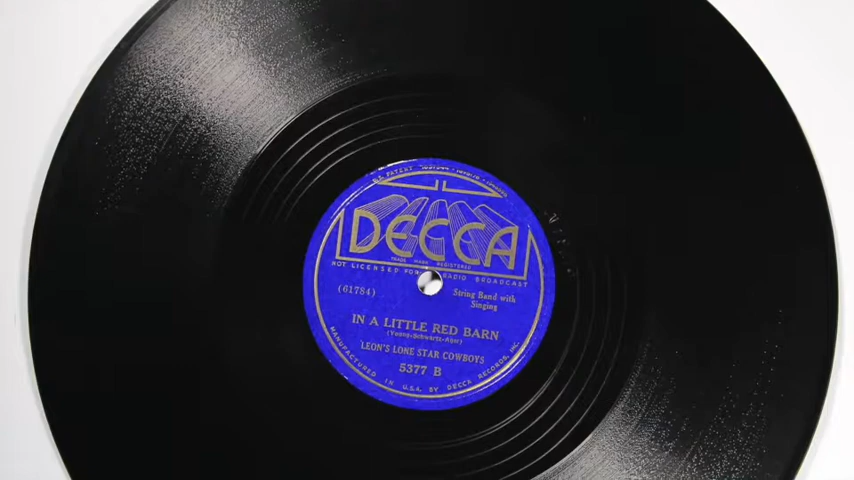 U.S. PATENT
DECCA
TRADE MARK REGISTERED
NOT LICENSED FOR RADIO BROADCAST
(61784)
String Band with
Singing
IN A LITTLE RED BARN
LEON'S LONE STAR COWBOYS
5377 B
MANUFACTURED IN U.S.A. BY DECCA RECORDS, INC.